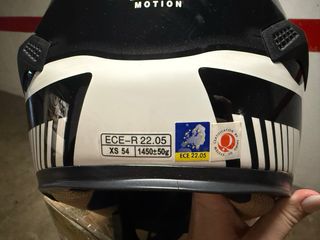 MOTION
ECE-R 22.05
XS 54 1450±50g
ECE 22.05
Q